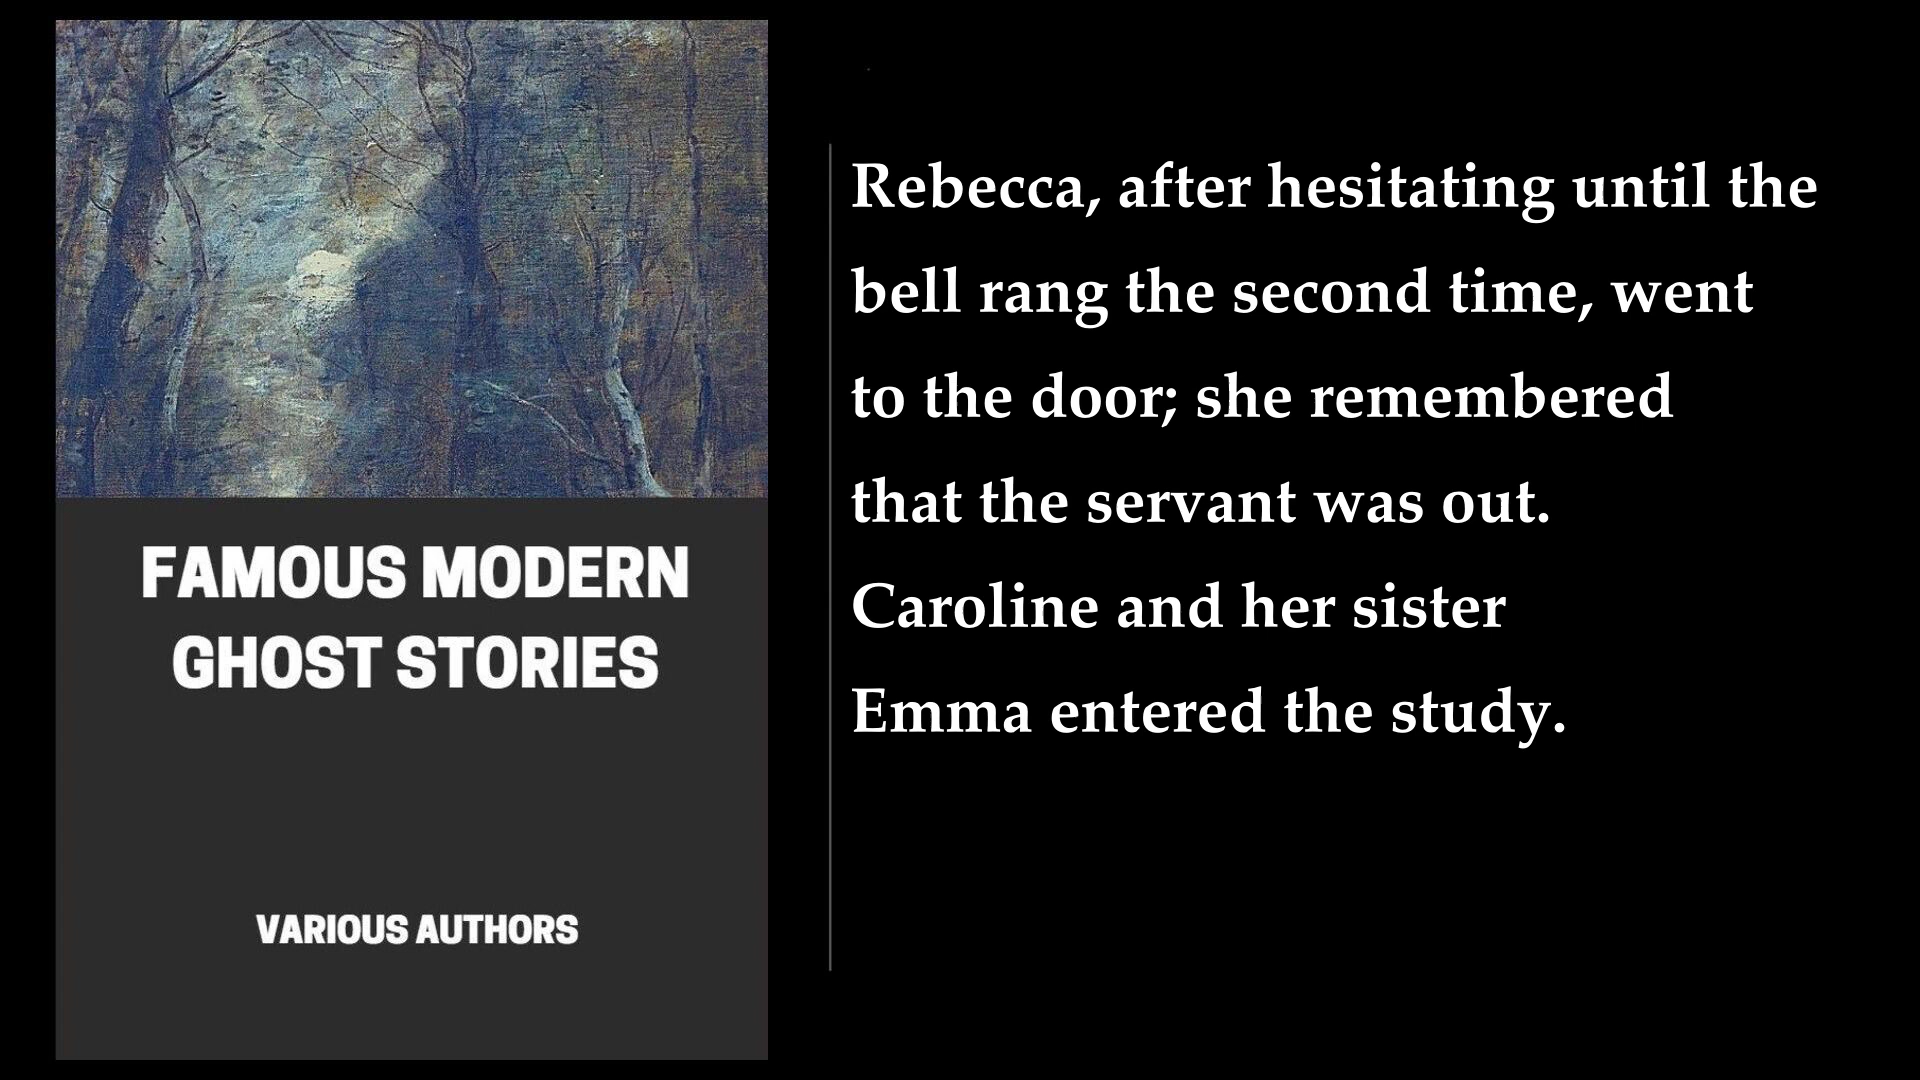 FAMOUS MODERN
GHOST STORIES
VARIOUS AUTHORS
Rebecca, after hesitating until the
bell rang the second time, went
to the door; she remembered
that the servant was out.
Caroline and her sister
Emma entered the study.